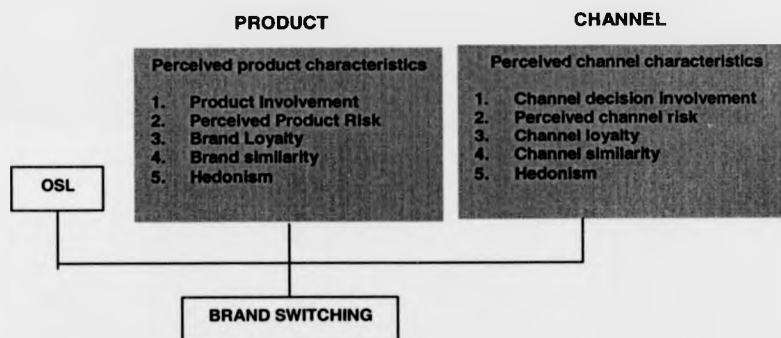 PRODUCT
CHANNEL
Perceived product characteristics
1. Product Involvement
2. Perceived Product Risk
3. Brand Loyalty
4. Brand similarity
5. Hedonism
Perceived channel characteristics
1. Channel decision involvement
2. Perceived channel risk
3. Channel loyalty
4. Channel similarity
5. Hedonism
OSL
BRAND SWITCHING